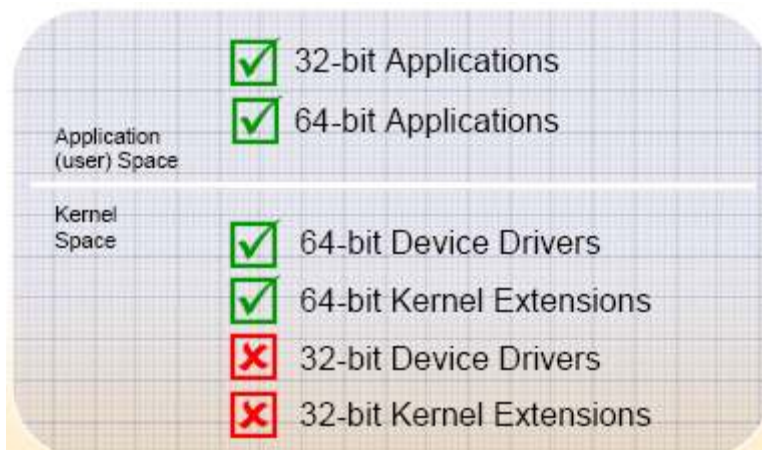 32-bit Applications
64-bit Applications
Application
(user) Space
Kernel
Space
64-bit Device Drivers
64-bit Kernel Extensions
32-bit Device Drivers
32-bit Kernel Extensions